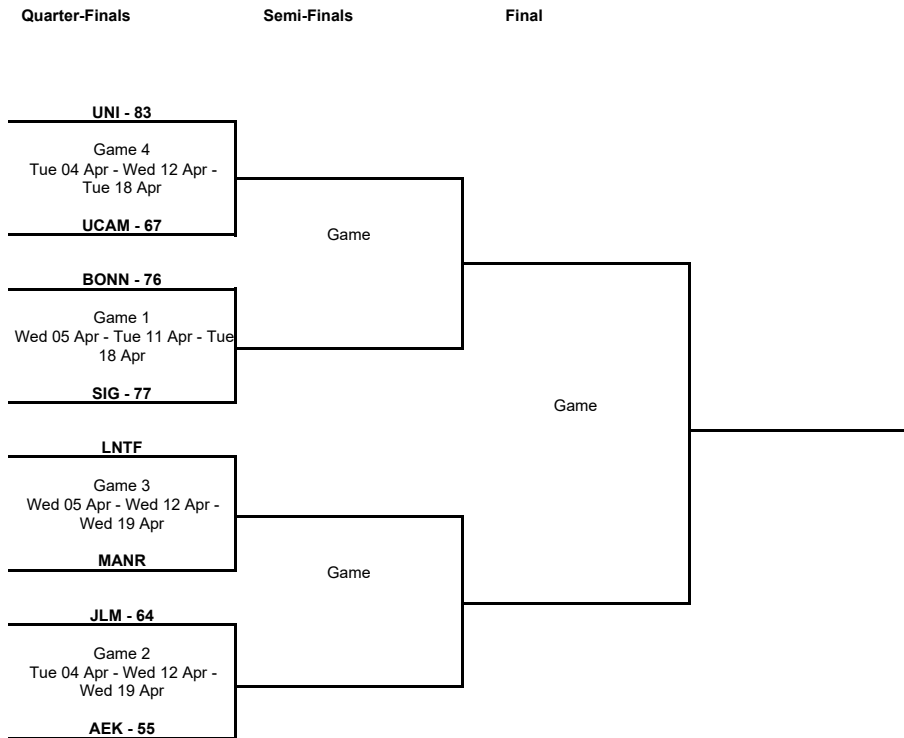 Quarter-Finals Semi-Finals Final
UNI - 83
Game 4
Tue 04 Apr - Wed 12 Apr -
Tue 18 Apr
UCAM - 67
Game
BONN - 76
Game 1
Wed 05 Apr - Tue 11 Apr - Tue
18 Apr
SIG - 77
Game
LNTF
Game 3
Wed 05 Apr - Wed 12 Apr -
Wed 19 Apr
MANR
Game
JLM - 64
Game 2
Tue 04 Apr - Wed 12 Apr -
Wed 19 Apr
AEK - 55